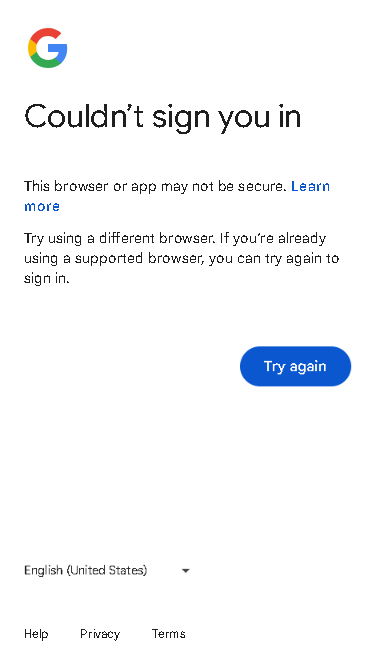 Couldn't sign you in
This browser or app may not be secure. Learn
more
Try using a different browser. If you're already
using a supported browser, you can try again to
sign in.
Try again
English (United States)
Help Privacy Terms